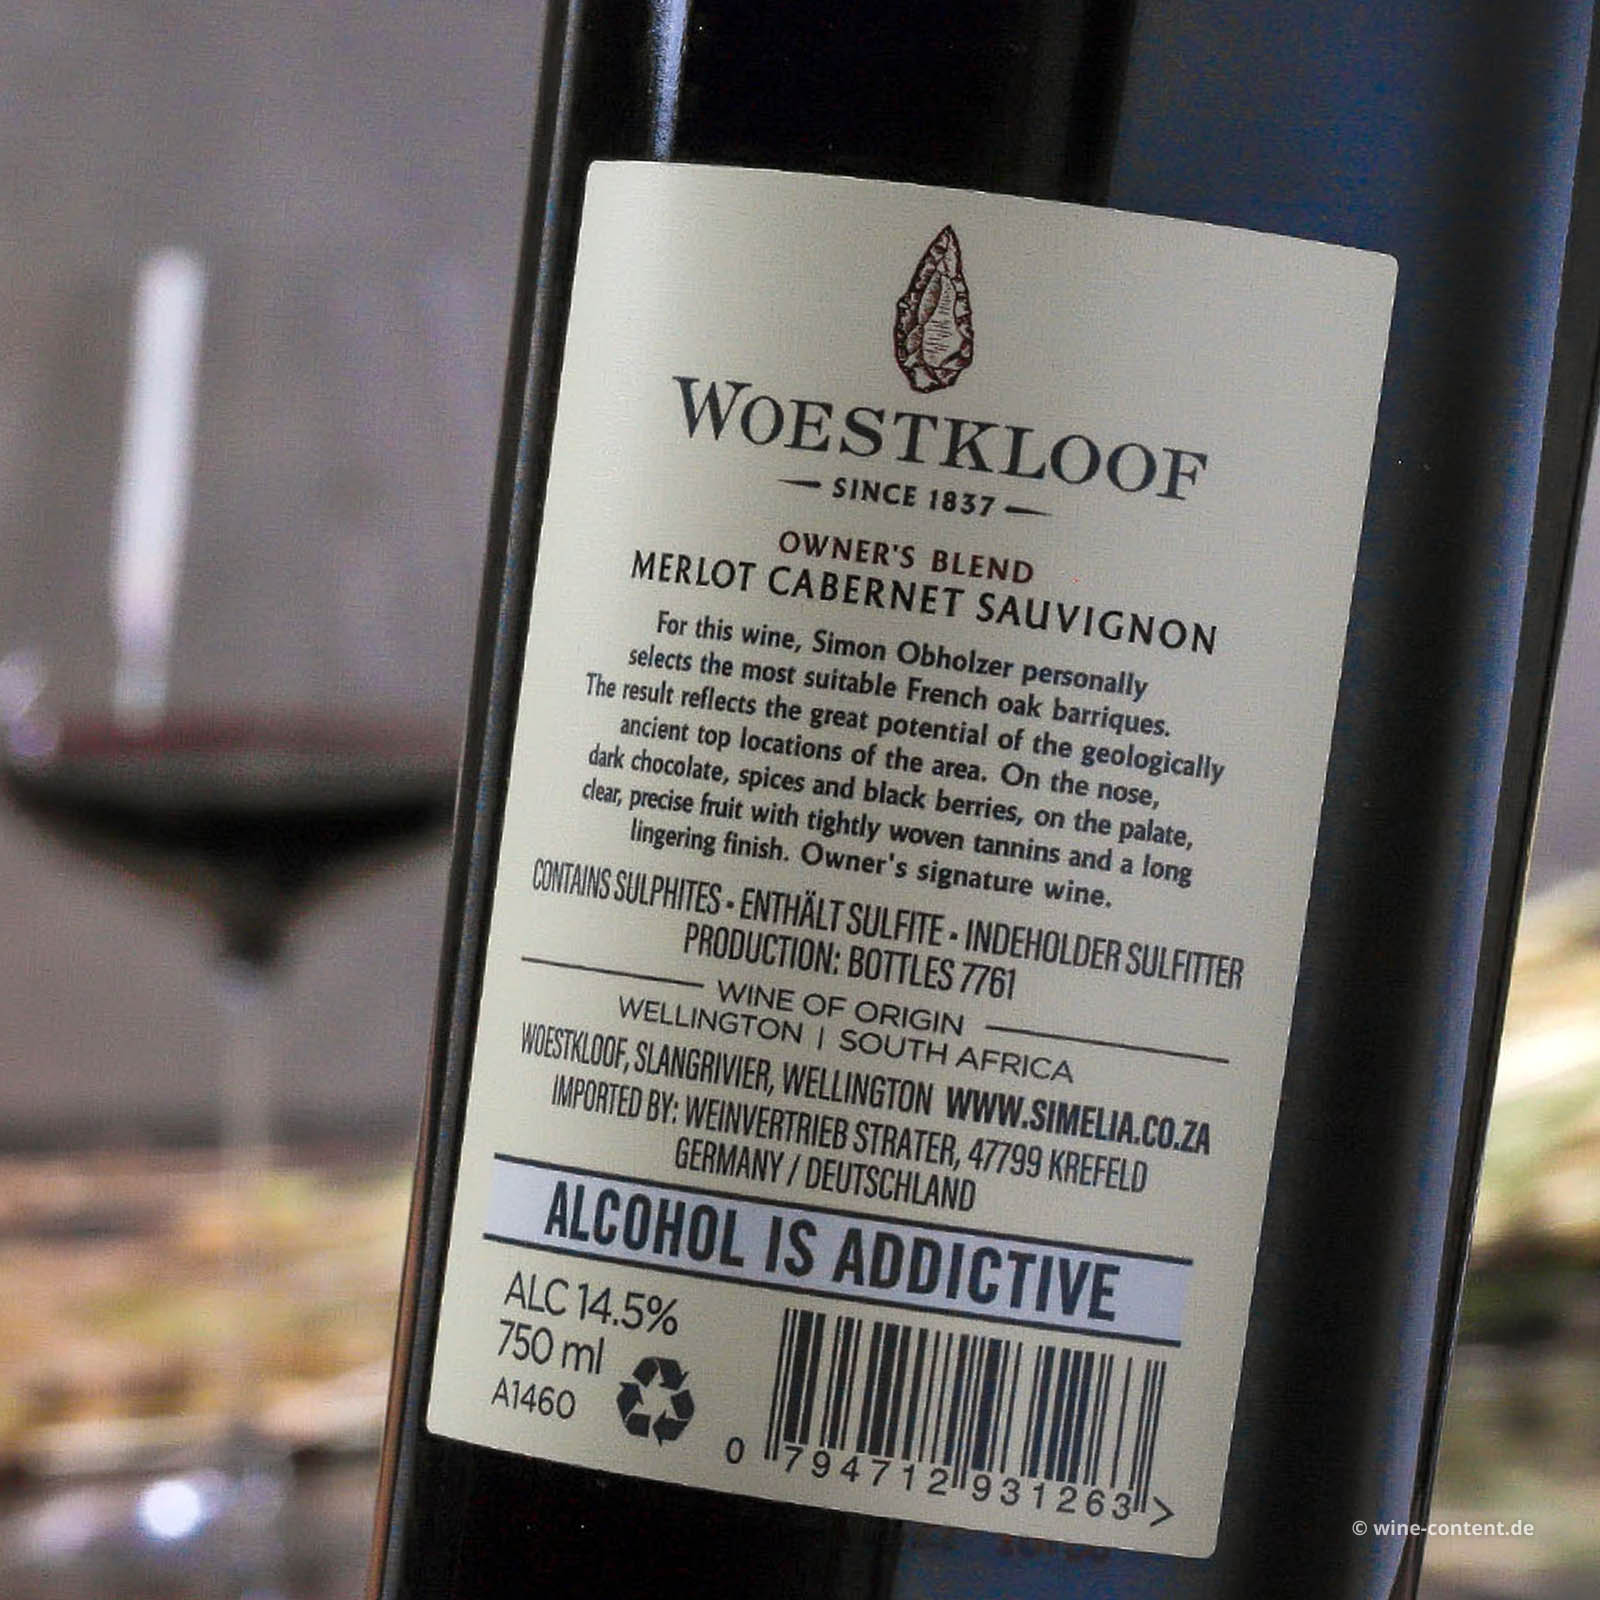 WOESTKLOOF
SINCE 1837
OWNER'S BLEND
MERLOT CABERNET SAUVIGNON
For this wine, Simon Obholzer personally
selects the most suitable French oak barriques.
The result reflects the great potential of the geologically
ancient top locations of the area. On the nose,
dark chocolate, spices and black berries, on the palate,
clear, precise fruit with tightly woven tannins and a long
lingering finish. Owner's signature wine.
CONTAINS SULPHITES • ENTHÄLT SULFITE • INDEHOLDER SULFITTER
PRODUCTION: BOTTLES 7761
WINE OF ORIGIN
WELLINGTON | SOUTH AFRICA
WOESTKLOOF, SLANGRIVIER, WELLINGTON WWW.SIMELIA.CO.ZA
IMPORTED BY: WEINVERTRIEB STRATER, 47799 KREFELD
GERMANY / DEUTSCHLAND
ALCOHOL IS ADDICTIVE
ALC 14.5%
750 ml
A1460
0 794712 931263 >
© wine-content.de